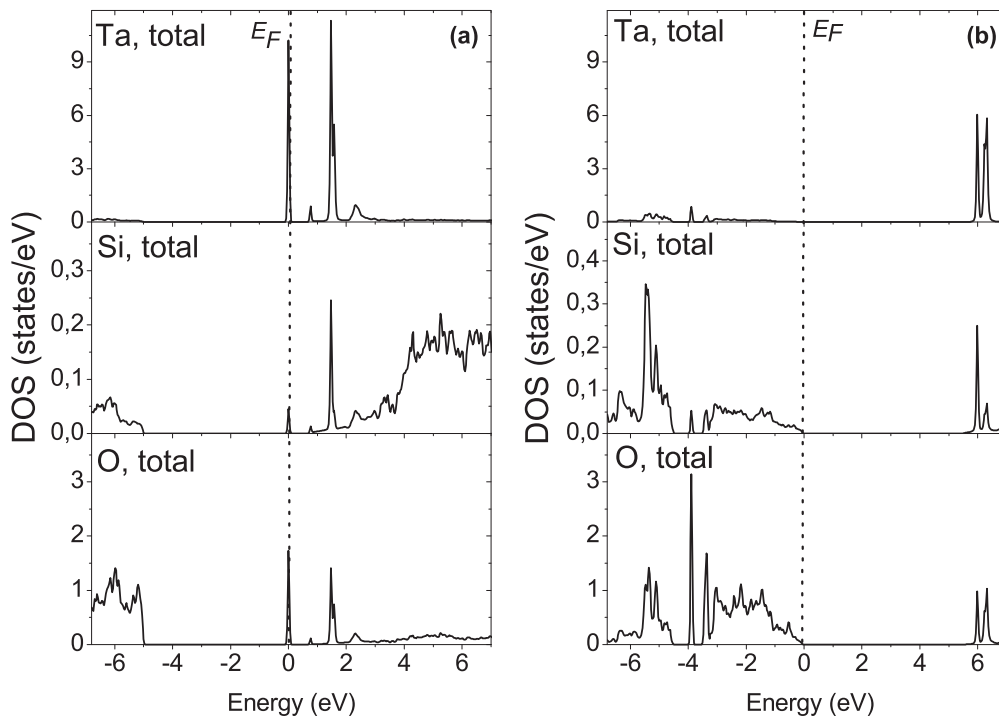 Ta, total
E_F
(a)
9
6
3
0
Si, total
0,3
0,2
0,1
0,0
O, total
3
2
1
0
-6 -4 -2 0 2 4 6
Energy (eV)
DOS (states/eV)
Ta, total
E_F
(b)
9
6
3
0
Si, total
0,4
0,3
0,2
0,1
0,0
O, total
3
2
1
0
-6 -4 -2 0 2 4 6
Energy (eV)
DOS (states/eV)